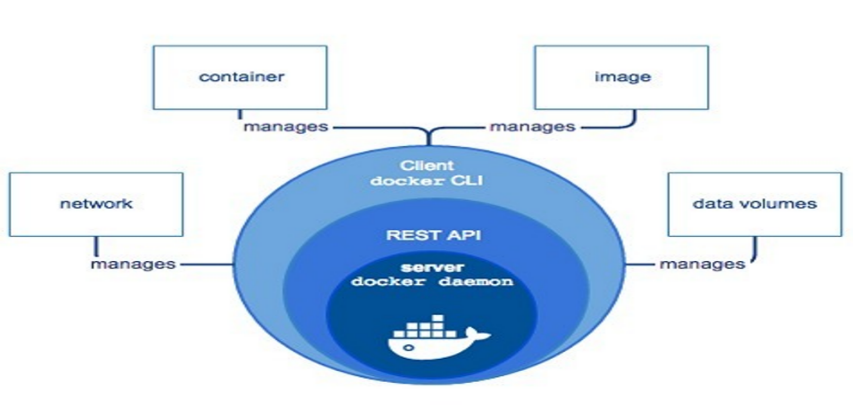 container
image
manages
manages
Client
docker CLI
network
data volumes
REST API
manages
server
manages
docker daemon